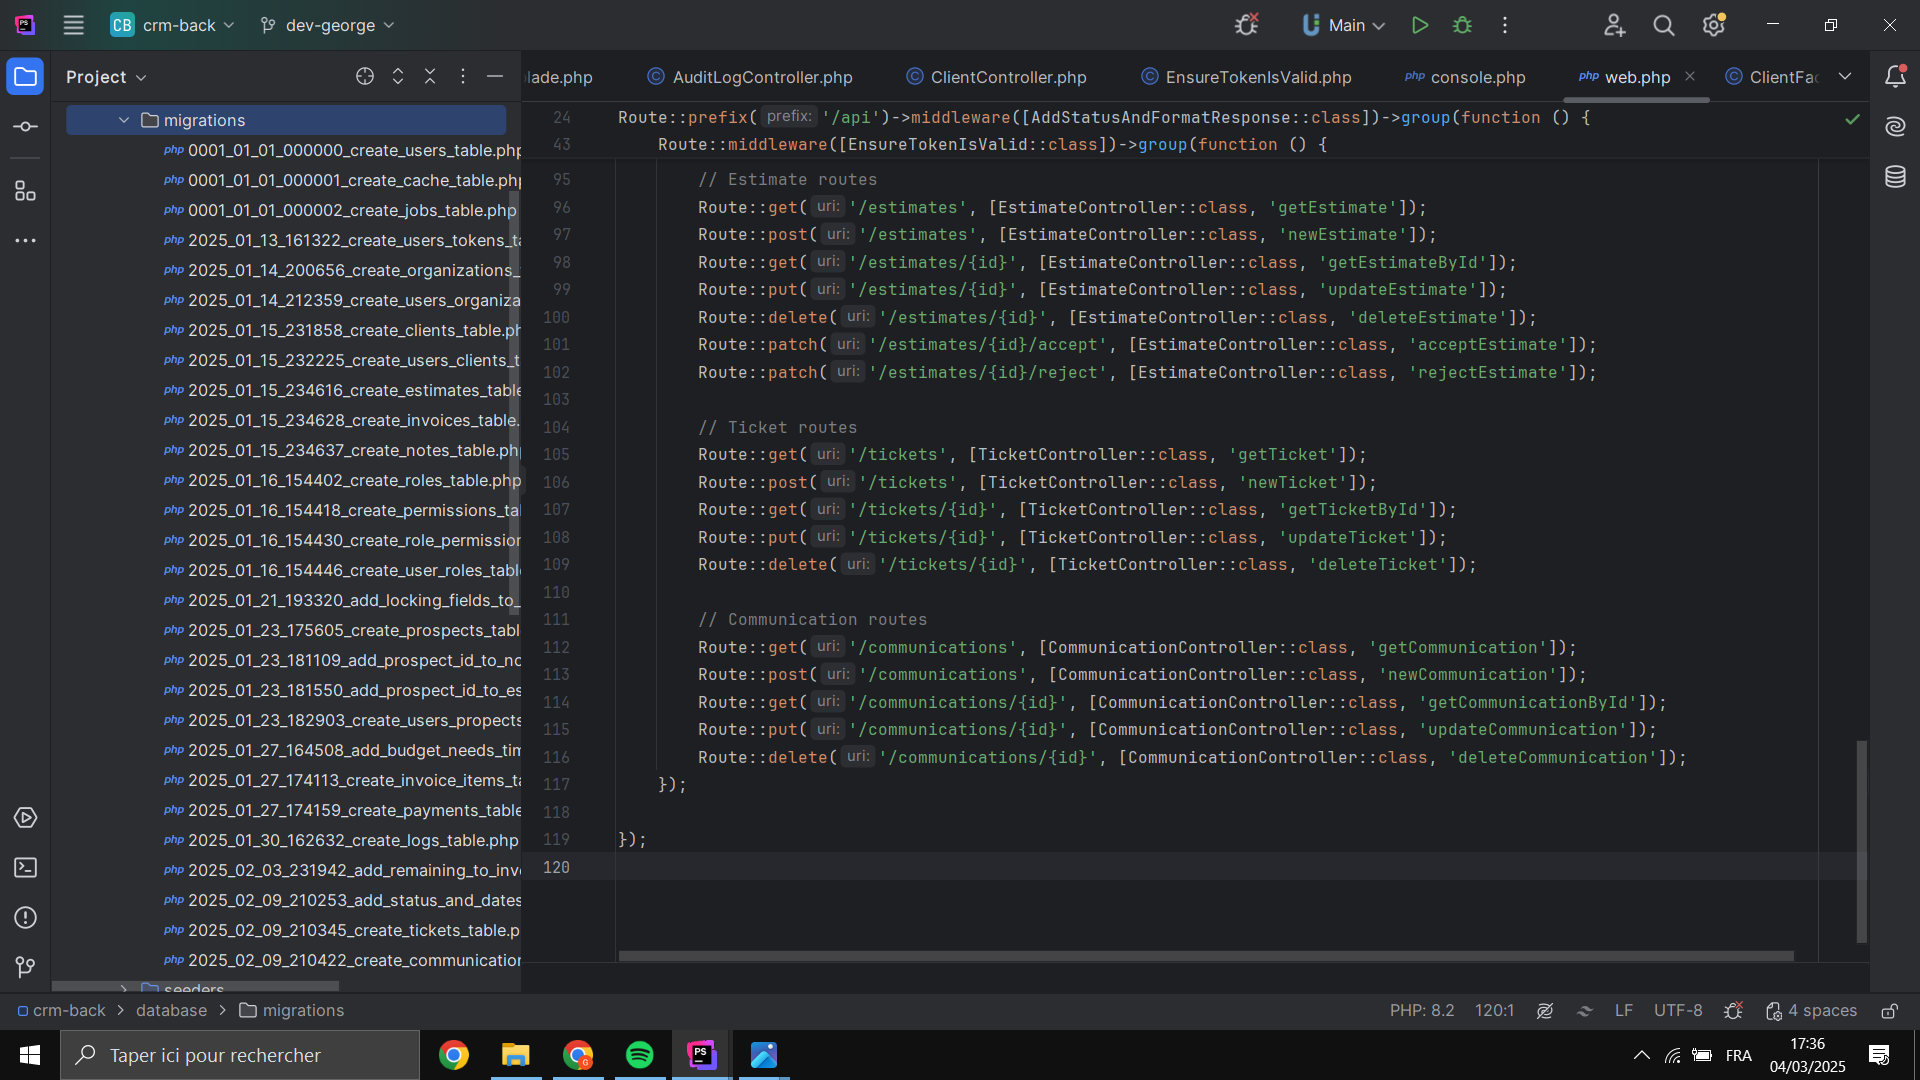 CB crm-back dev-george Main
Project
lade.php AuditLogController.php ClientController.php EnsureTokenIsValid.php php console.php php web.php ClientFac
migrations
php 0001_01_01_000000_create_users_table.php
php 0001_01_01_000001_create_cache_table.php
php 0001_01_01_000002_create_jobs_table.php
php 2025_01_13_161322_create_users_tokens_ta
php 2025_01_14_200656_create_organizations_
php 2025_01_14_212359_create_users_organiza
php 2025_01_15_231858_create_clients_table.ph
php 2025_01_15_232225_create_users_clients_t
php 2025_01_15_234616_create_estimates_table
php 2025_01_15_234628_create_invoices_table.
php 2025_01_15_234637_create_notes_table.php
php 2025_01_16_154402_create_roles_table.php
php 2025_01_16_154418_create_permissions_tal
php 2025_01_16_154430_create_role_permission
php 2025_01_16_154446_create_user_roles_table
php 2025_01_21_193320_add_locking_fields_to_
php 2025_01_23_175605_create_prospects_tabl
php 2025_01_23_181109_add_prospect_id_to_no
php 2025_01_23_181550_add_prospect_id_to_es
php 2025_01_23_182903_create_users_propects
php 2025_01_27_164508_add_budget_needs_tim
php 2025_01_27_174113_create_invoice_items_ta
php 2025_01_27_174159_create_payments_table
php 2025_01_30_162632_create_logs_table.php
php 2025_02_03_231942_add_remaining_to_inv
php 2025_02_09_210253_add_status_and_dates
php 2025_02_09_210345_create_tickets_table.p
php 2025_02_09_210422_create_communication
seeders
24 Route::prefix( prefix: '/api')->middleware([AddStatusAndFormatResponse::class])->group(function () {
43 Route::middleware([EnsureTokenIsValid::class])->group(function () {
95 // Estimate routes
96 Route::get( uri: '/estimates', [EstimateController::class, 'getEstimate']);
97 Route::post( uri: '/estimates', [EstimateController::class, 'newEstimate']);
98 Route::get( uri: '/estimates/{id}', [EstimateController::class, 'getEstimateById']);
99 Route::put( uri: '/estimates/{id}', [EstimateController::class, 'updateEstimate']);
100 Route::delete( uri: '/estimates/{id}', [EstimateController::class, 'deleteEstimate']);
101 Route::patch( uri: '/estimates/{id}/accept', [EstimateController::class, 'acceptEstimate']);
102 Route::patch( uri: '/estimates/{id}/reject', [EstimateController::class, 'rejectEstimate']);
103
104 // Ticket routes
105 Route::get( uri: '/tickets', [TicketController::class, 'getTicket']);
106 Route::post( uri: '/tickets', [TicketController::class, 'newTicket']);
107 Route::get( uri: '/tickets/{id}', [TicketController::class, 'getTicketById']);
108 Route::put( uri: '/tickets/{id}', [TicketController::class, 'updateTicket']);
109 Route::delete( uri: '/tickets/{id}', [TicketController::class, 'deleteTicket']);
110
111 // Communication routes
112 Route::get( uri: '/communications', [CommunicationController::class, 'getCommunication']);
113 Route::post( uri: '/communications', [CommunicationController::class, 'newCommunication']);
114 Route::get( uri: '/communications/{id}', [CommunicationController::class, 'getCommunicationById']);
115 Route::put( uri: '/communications/{id}', [CommunicationController::class, 'updateCommunication']);
116 Route::delete( uri: '/communications/{id}', [CommunicationController::class, 'deleteCommunication']);
117 });
118
119 });
120
crm-back > database > migrations PHP: 8.2 120:1 LF UTF-8 4 spaces
Taper ici pour rechercher
PS
FRA
17:36
04/03/2025